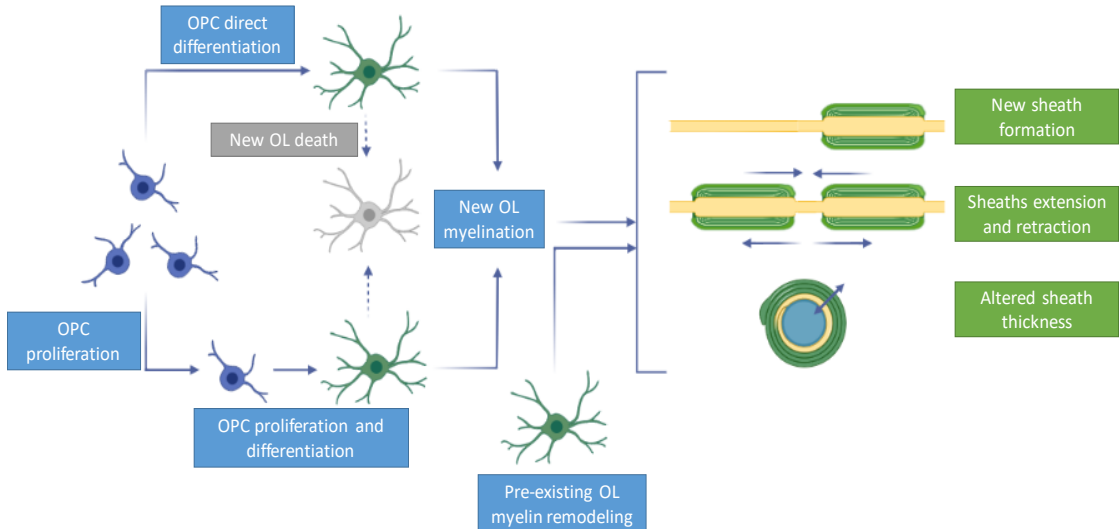 OPC direct
differentiation
New OL death
New OL
myelination
OPC
proliferation
OPC proliferation and
differentiation
Pre-existing OL
myelin remodeling
New sheath
formation
Sheaths extension
and retraction
Altered sheath
thickness